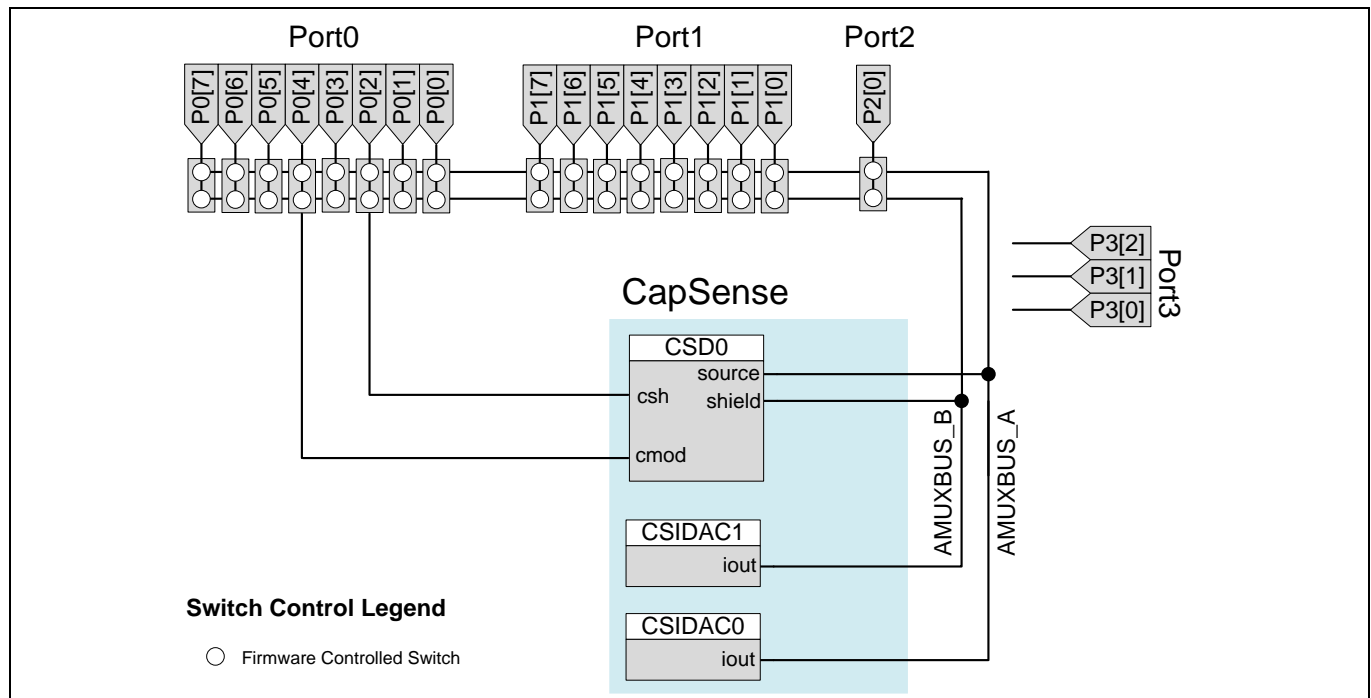 Port0 Port1 Port2
P0[7] P0[6] P0[5] P0[4] P0[3] P0[2] P0[1] P0[0] P1[7] P1[6] P1[5] P1[4] P1[3] P1[2] P1[1] P1[0] P2[0]
P3[2]
P3[1]
P3[0]
Port3
CapSense
CSD0
source
csh
shield
cmod
AMUXBUS_B
AMUXBUS_A
CSIDAC1
iout
Switch Control Legend
CSIDAC0
Firmware Controlled Switch
iout